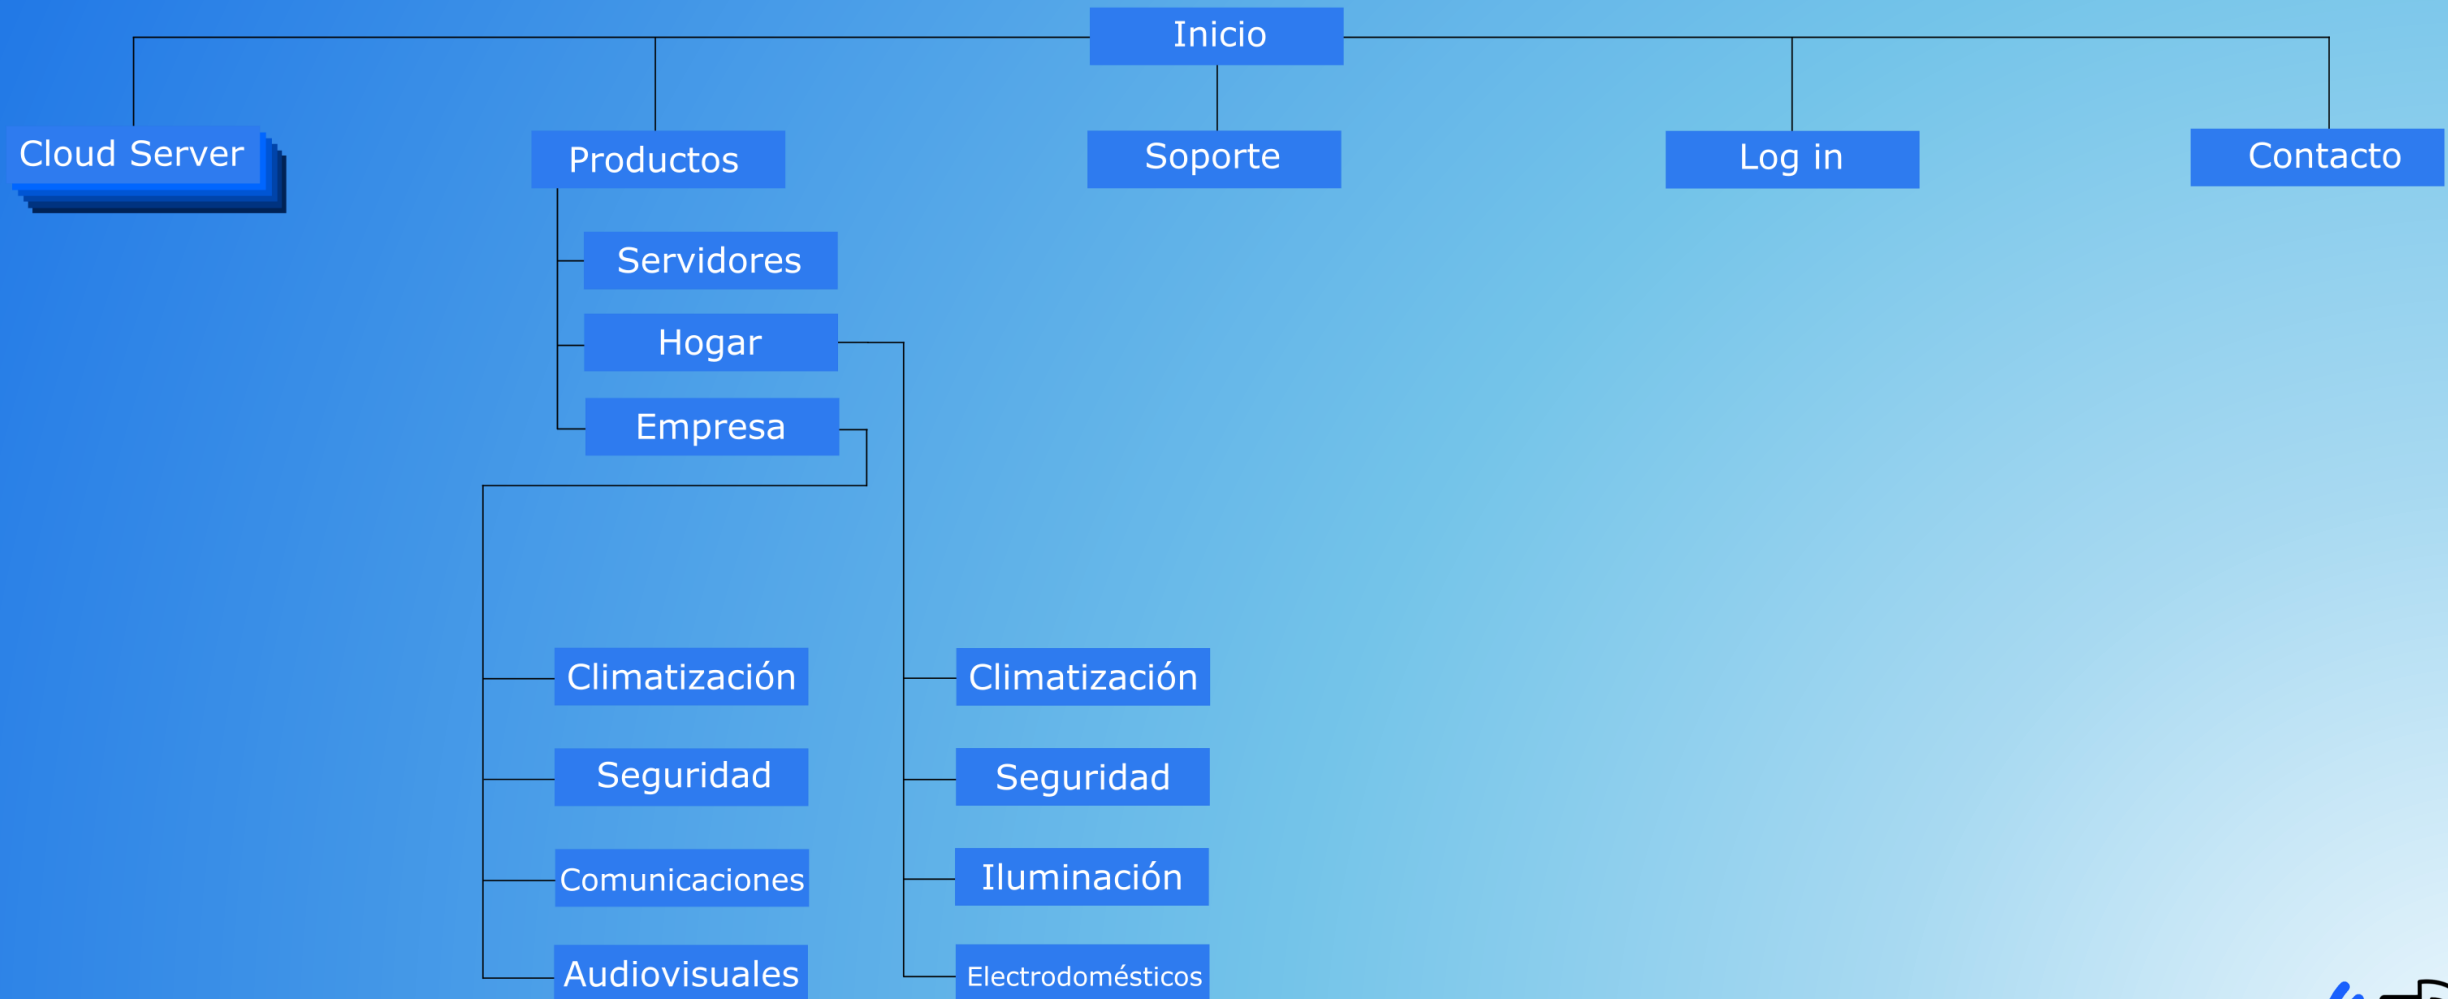 Inicio
Cloud Server
Productos
Soporte
Log in
Contacto
Servidores
Hogar
Empresa
Climatización
Climatización
Seguridad
Seguridad
Comunicaciones
Iluminación
Audiovisuales
Electrodomésticos